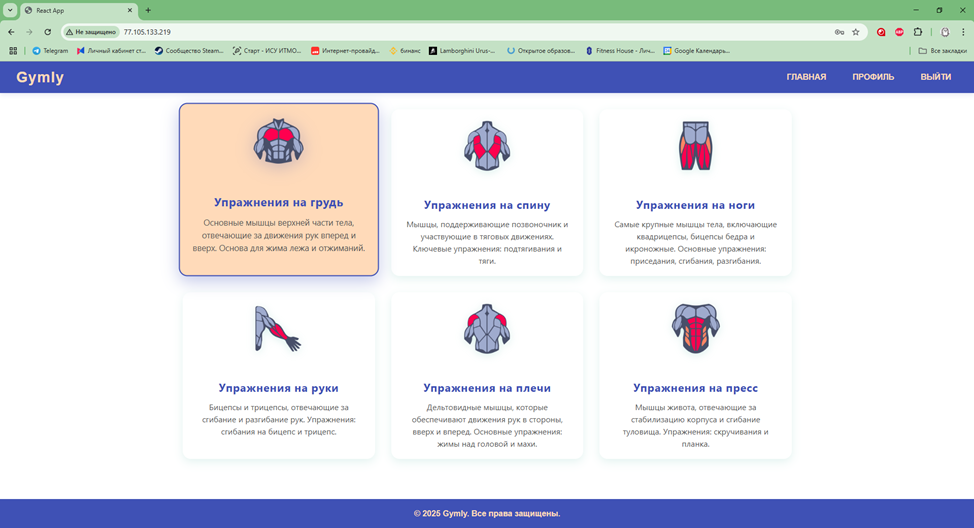 React App
Не защищено
77.105.133.219
Telegram
Личный кабинет ст...
Сообщество Steam...
Старт – ИСУ ИТМО...
Интернет-провайд...
бинанс
Lamborghini Urus-...
Открытое образов...
Fitness House - Лич...
Google Календарь...
Все закладки
Gymly
ГЛАВНАЯ
ПРОФИЛЬ
ВЫЙТИ
Упражнения на грудь
Основные мышцы верхней части тела,
отвечающие за движения рук вперед и
вверх. Основа для жима лежа и отжиманий.
Упражнения на спину
Мышцы, поддерживающие позвоночник и
участвующие в тяговых движениях.
Ключевые упражнения: подтягивания и
тяги.
Упражнения на ноги
Самые крупные мышцы тела, включающие
квадрицепсы, бицепсы бедра и
икроножные. Основные упражнения:
приседания, сгибания, разгибания.
Упражнения на руки
Бицепсы и трицепсы, отвечающие за
сгибание и разгибание рук. Упражнения:
сгибания на бицепс и трицепс.
Упражнения на плечи
Дельтовидные мышцы, которые
обеспечивают движения рук в стороны,
вверх и вперед. Основные упражнения:
жимы над головой и махи.
Упражнения на пресс
Мышцы живота, отвечающие за
стабилизацию корпуса и сгибание
туловища. Упражнения: скручивания и
планка.
© 2025 Gymly. Все права защищены.